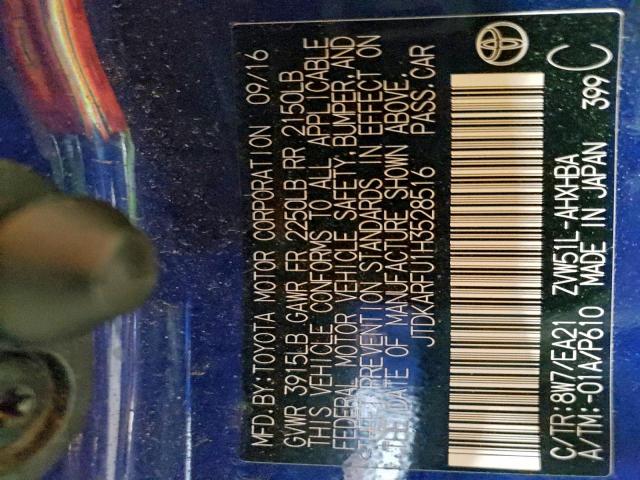 MFD.BY:TOYOTA MOTOR CORPORATION 09/16
GVWR 3915LB GAWR FR 2250LB RR 2150LB
THIS VEHICLE CONFORMS TO ALL APPLICABLE
FEDERAL MOTOR VEHICLE SAFETY, BUMPER, AND
THEFT PREVENTION STANDARDS IN EFFECT ON
THE DATE OF MANUFACTURE SHOWN ABOVE.
JTDKARFU1H3528516 PASS.CAR
C/TR:8W7/EA21 ZVW51L-AHXHBA
A/TM:-01A/P610 MADE IN JAPAN 399 C